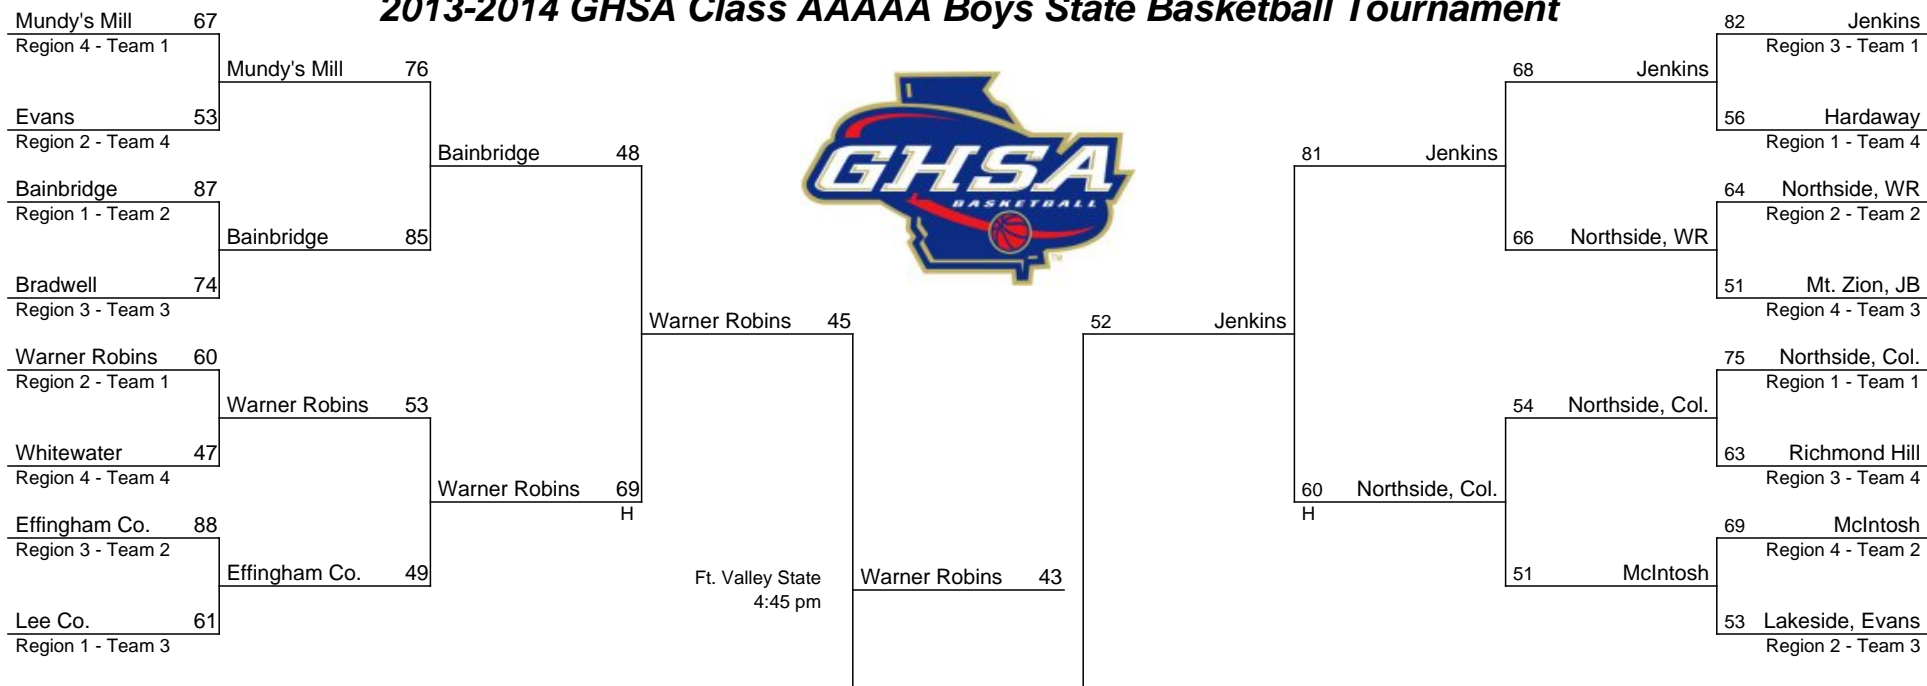 2013-2014 GHSA Class AAAAA Boys State Basketball Tournament
Mundy's Mill 67
Region 4 - Team 1
Evans 53
Region 2 - Team 4
Bainbridge 87
Region 1 - Team 2
Bradwell 74
Region 3 - Team 3
Warner Robins 60
Region 2 - Team 1
Whitewater 47
Region 4 - Team 4
Effingham Co. 88
Region 3 - Team 2
Lee Co. 61
Region 1 - Team 3
Mundy's Mill 76
Bainbridge 85
Warner Robins 53
Effingham Co. 49
Bainbridge 48
Warner Robins 69
H
Warner Robins 45
Ft. Valley State
4:45 pm
Warner Robins 43
GHSA
BASKETBALL
TM
52 Jenkins
81 Jenkins
60 Northside, Col.
H
68 Jenkins
66 Northside, WR
54 Northside, Col.
51 McIntosh
82 Jenkins
Region 3 - Team 1
56 Hardaway
Region 1 - Team 4
64 Northside, WR
Region 2 - Team 2
51 Mt. Zion, JB
Region 4 - Team 3
75 Northside, Col.
Region 1 - Team 1
63 Richmond Hill
Region 3 - Team 4
69 McIntosh
Region 4 - Team 2
53 Lakeside, Evans
Region 2 - Team 3